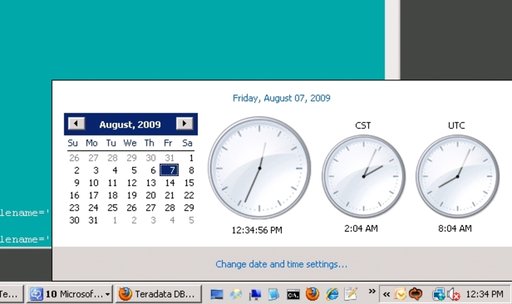 Friday, August 07, 2009
August, 2009
Su Mo Tu We Th Fr Sa
26 27 28 29 30 31 1
2 3 4 5 6 7 8
9 10 11 12 13 14 15
16 17 18 19 20 21 22
23 24 25 26 27 28 29
30 31 1 2 3 4 5
12:34:56 PM
CST
2:04 AM
UTC
8:04 AM
lename='
lename='
Change date and time settings...
Te... 10 Microsof... Teradata DB... » « 12:34 PM